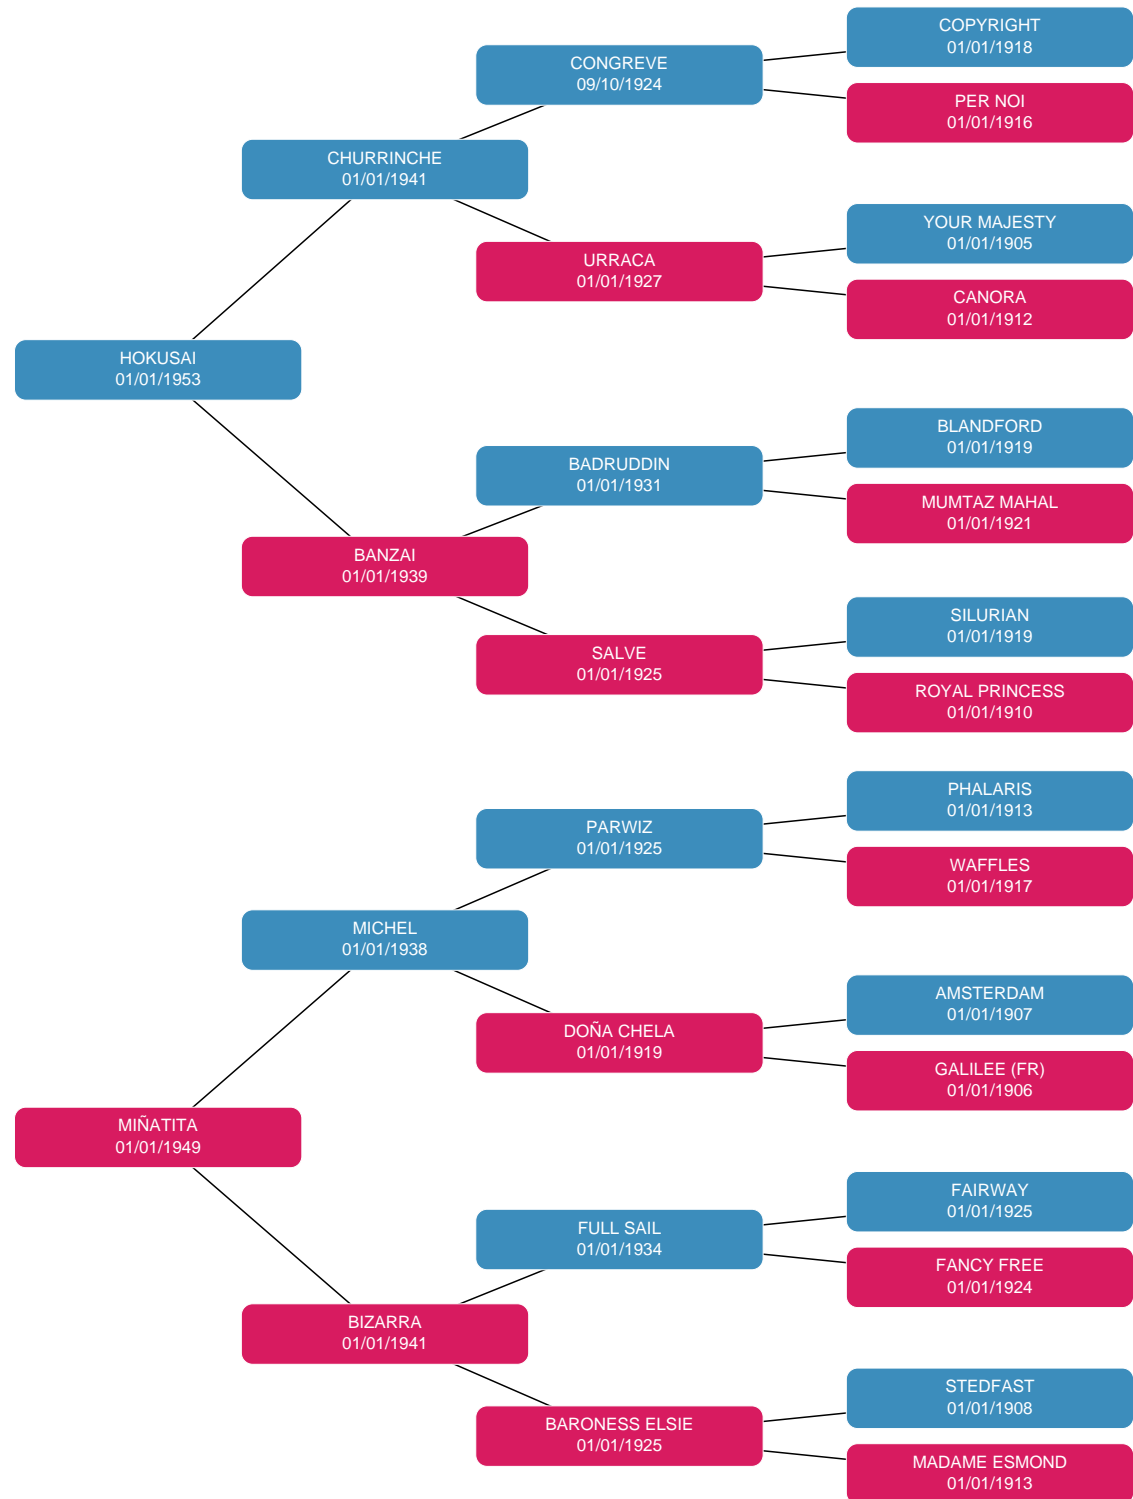 COPYRIGHT
01/01/1918
CONGREVE
09/10/1924
PER NOI
01/01/1916
CHURRINCHE
01/01/1941
YOUR MAJESTY
01/01/1905
URRACA
01/01/1927
CANORA
01/01/1912
HOKUSAI
01/01/1953
BLANDFORD
01/01/1919
BADRUDDIN
01/01/1931
MUMTAZ MAHAL
01/01/1921
BANZAI
01/01/1939
SILURIAN
01/01/1919
SALVE
01/01/1925
ROYAL PRINCESS
01/01/1910
PHALARIS
01/01/1913
PARWIZ
01/01/1925
WAFFLES
01/01/1917
MICHEL
01/01/1938
AMSTERDAM
01/01/1907
DOÑA CHELA
01/01/1919
GALILEE (FR)
01/01/1906
MIÑATITA
01/01/1949
FAIRWAY
01/01/1925
FULL SAIL
01/01/1934
FANCY FREE
01/01/1924
BIZARRA
01/01/1941
STEDFAST
01/01/1908
BARONESS ELSIE
01/01/1925
MADAME ESMOND
01/01/1913